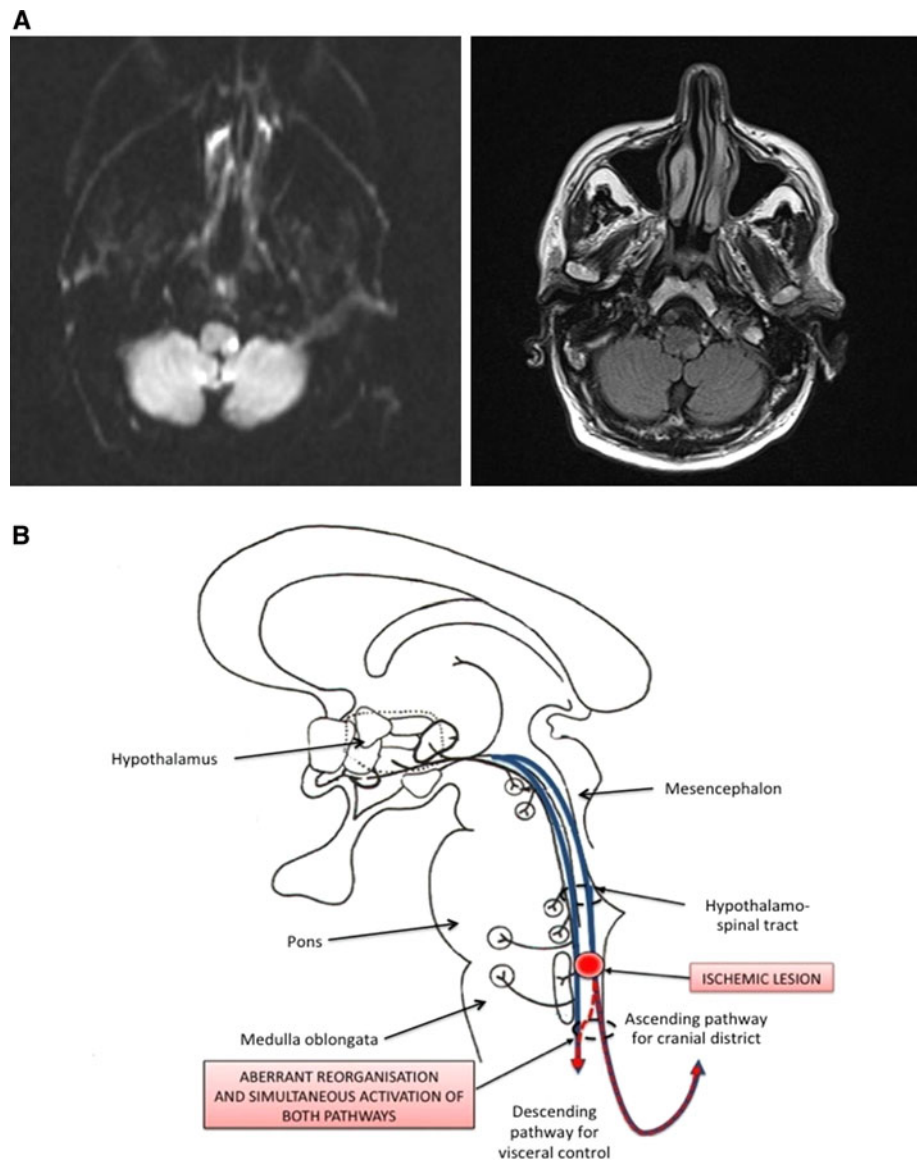 A
B
Hypothalamus
Mesencephalon
Hypothalamo-
spinal tract
Pons
ISCHEMIC LESION
Medulla oblongata
Ascending pathway
for cranial district
ABERRANT REORGANISATION
AND SIMULTANEOUS ACTIVATION OF
BOTH PATHWAYS
Descending
pathway for
visceral control